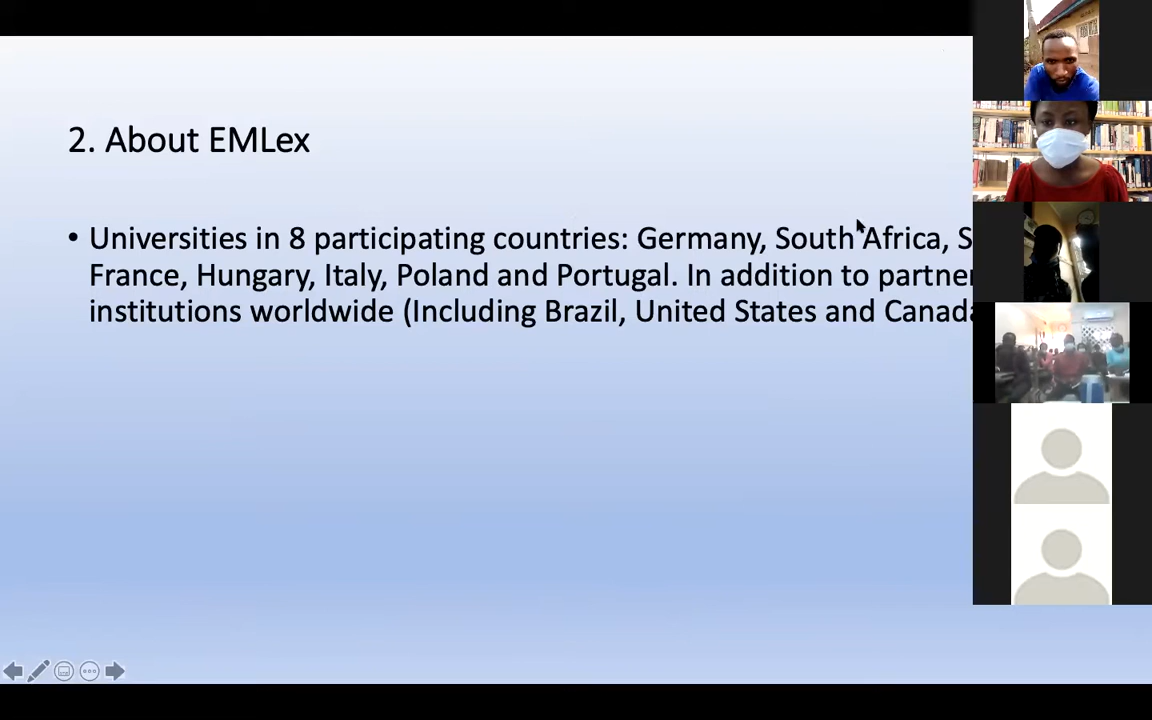 2. About EMLex
• Universities in 8 participating countries: Germany, South Africa,
France, Hungary, Italy, Poland and Portugal. In addition to
institutions worldwide (Including Brazil, United States and Canada